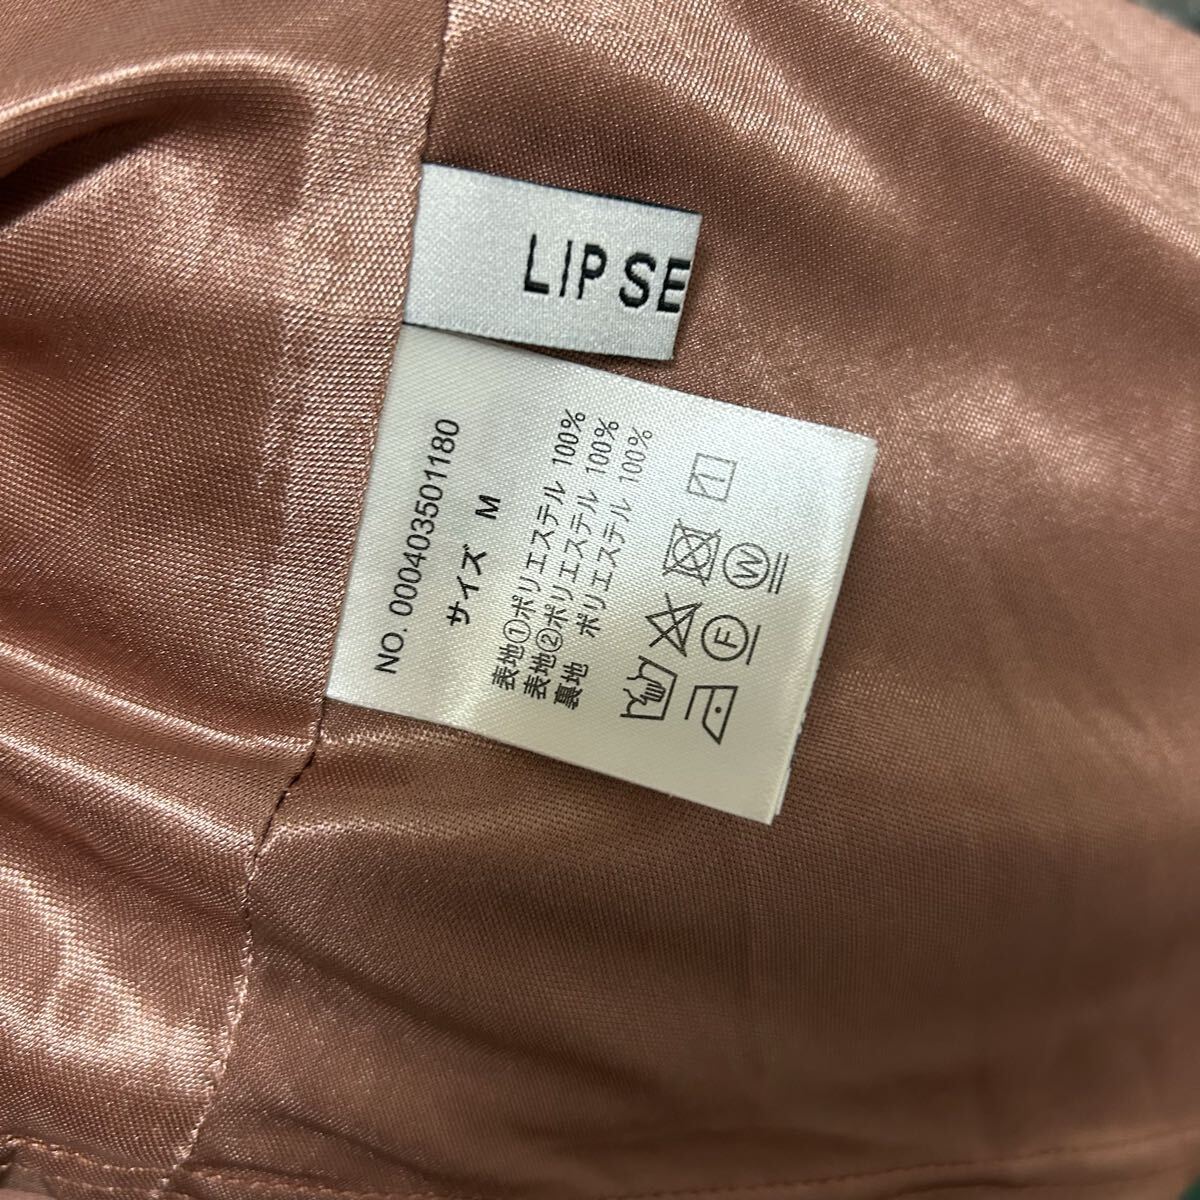 LIP SE
NO. 000403501180
サイズ M
表地①ポリエステル 100%
表地②ポリエステル 100%
裏地 ポリエステル 100%
W
F